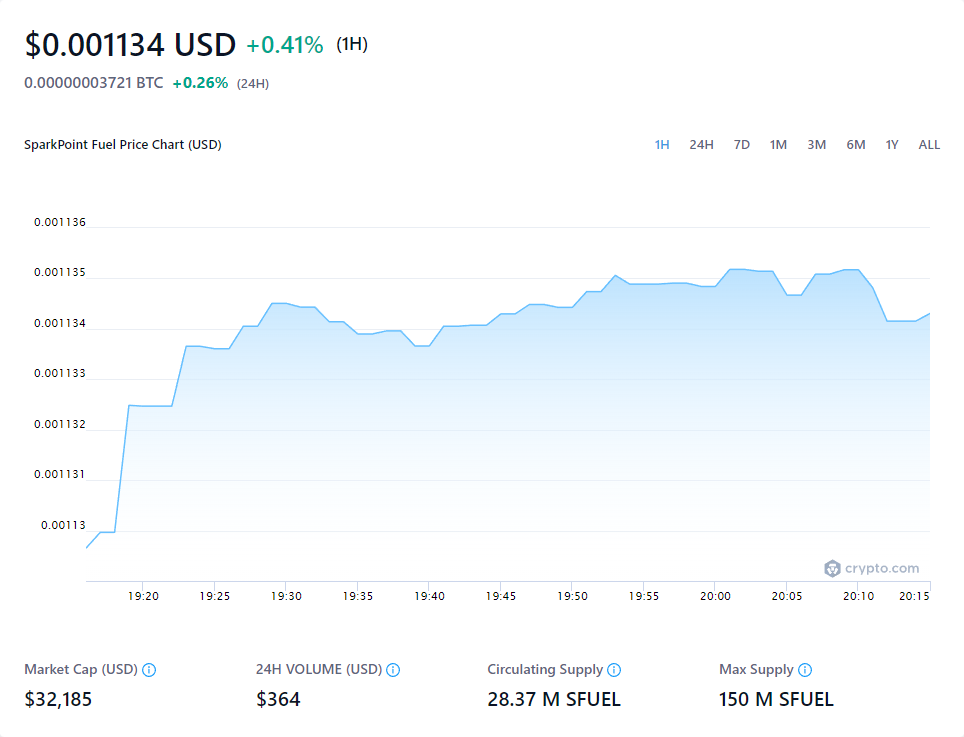 $0.001134 USD +0.41% (1H)
0.00000003721 BTC +0.26% (24H)
SparkPoint Fuel Price Chart (USD) 1H 24H 7D 1M 3M 6M 1Y ALL
0.001136
0.001135
0.001134
0.001133
0.001132
0.001131
0.00113
crypto.com
19:20 19:25 19:30 19:35 19:40 19:45 19:50 19:55 20:00 20:05 20:10 20:15
Market Cap (USD) 24H VOLUME (USD) Circulating Supply Max Supply
$32,185 $364 28.37 M SFUEL 150 M SFUEL